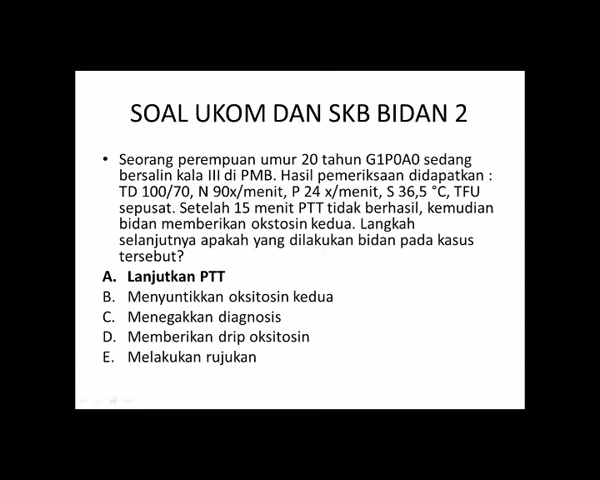 SOAL UKOM DAN SKB BIDAN 2
• Seorang perempuan umur 20 tahun G1P0A0 sedang
bersalin kala III di PMB. Hasil pemeriksaan didapatkan :
TD 100/70, N 90x/menit, P 24 x/menit, S 36,5 °C, TFU
sepusat. Setelah 15 menit PTT tidak berhasil, kemudian
bidan memberikan okstosin kedua. Langkah
selanjutnya apakah yang dilakukan bidan pada kasus
tersebut?
A. Lanjutkan PTT
B. Menyuntikkan oksitosin kedua
C. Menegakkan diagnosis
D. Memberikan drip oksitosin
E. Melakukan rujukan